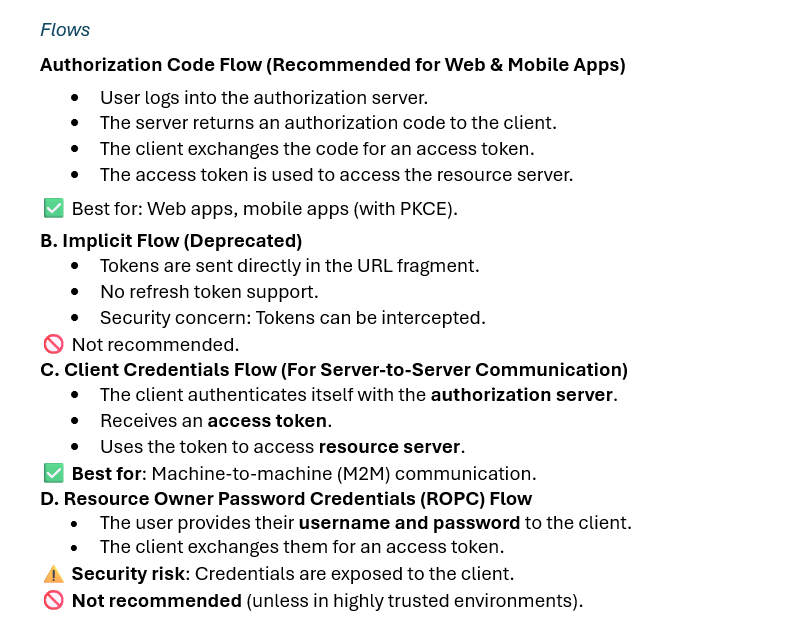 Flows
Authorization Code Flow (Recommended for Web & Mobile Apps)
• User logs into the authorization server.
• The server returns an authorization code to the client.
• The client exchanges the code for an access token.
• The access token is used to access the resource server.
✅ Best for: Web apps, mobile apps (with PKCE).
B. Implicit Flow (Deprecated)
• Tokens are sent directly in the URL fragment.
• No refresh token support.
• Security concern: Tokens can be intercepted.
🚫 Not recommended.
C. Client Credentials Flow (For Server-to-Server Communication)
• The client authenticates itself with the authorization server.
• Receives an access token.
• Uses the token to access resource server.
✅ Best for: Machine-to-machine (M2M) communication.
D. Resource Owner Password Credentials (ROPC) Flow
• The user provides their username and password to the client.
• The client exchanges them for an access token.
⚠️ Security risk: Credentials are exposed to the client.
🚫 Not recommended (unless in highly trusted environments).